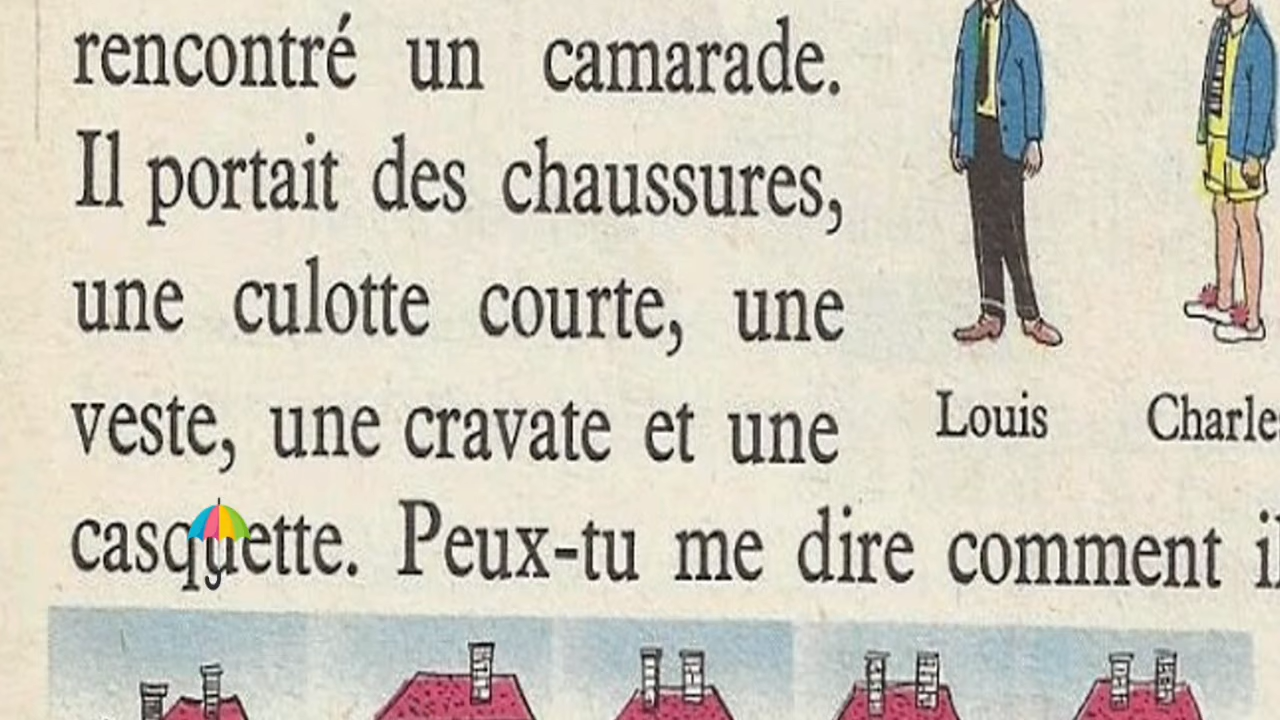 rencontré un camarade.
Il portait des chaussures,
une culotte courte, une
veste, une cravate et une
casquette. Peux-tu me dire comment
Louis